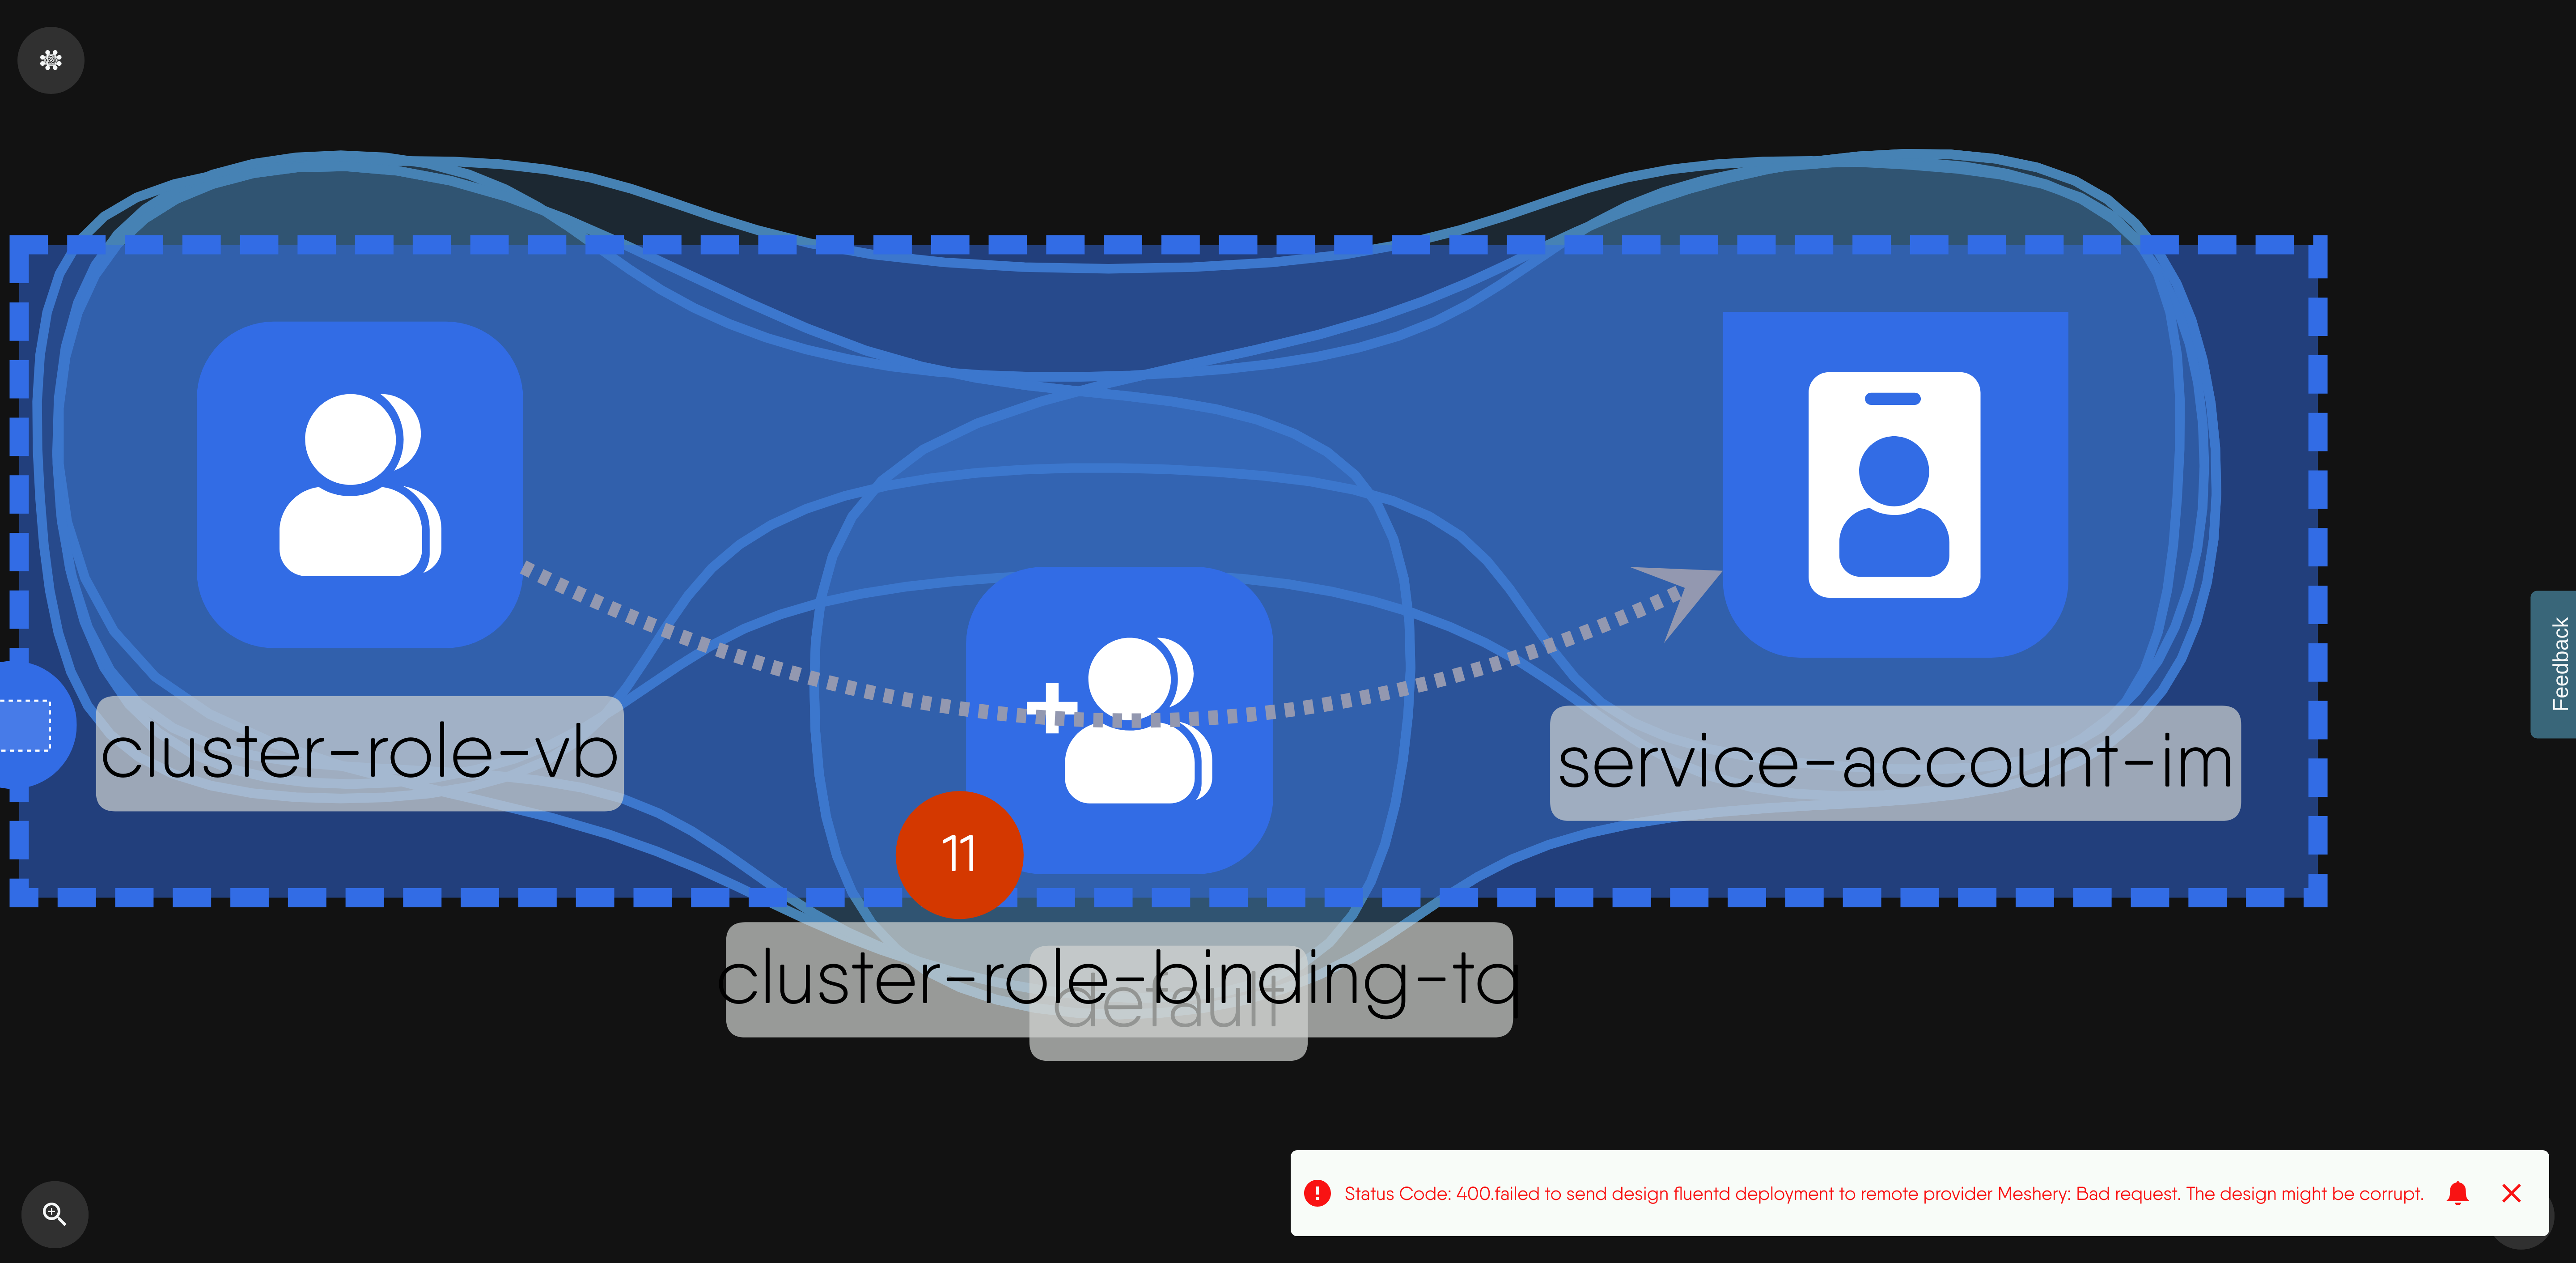 cluster-role-vb
service-account-im
11
cluster-role-binding-tq
default
Feedback
Status Code: 400.failed to send design fluentd deployment to remote provider Meshery: Bad request. The design might be corrupt.